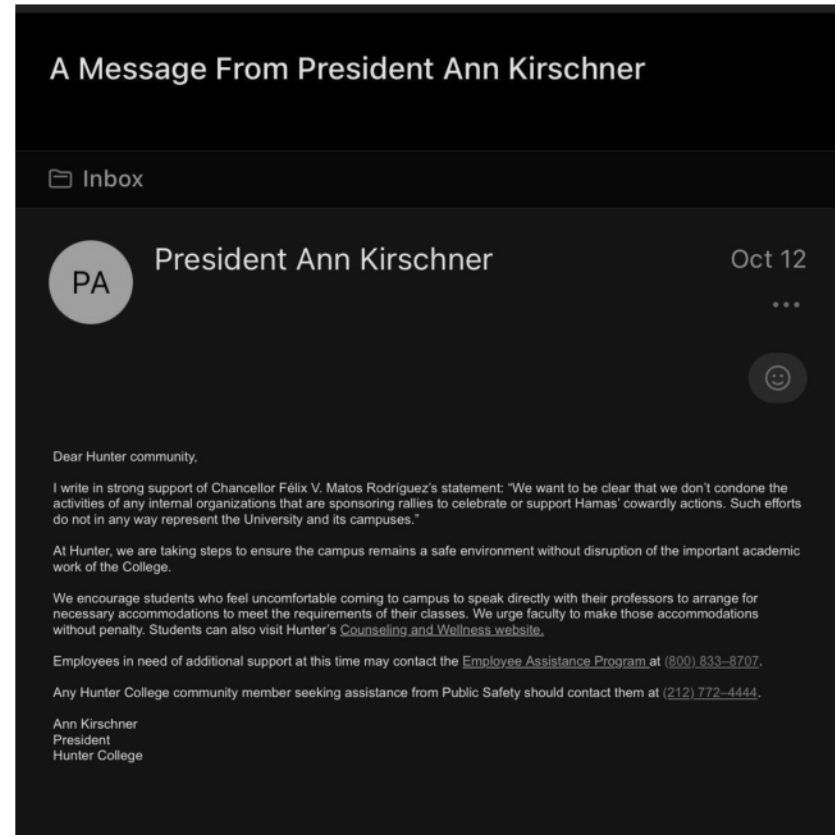 A Message From President Ann Kirschner
Inbox
PA
President Ann Kirschner
Oct 12
Dear Hunter community,
I write in strong support of Chancellor Félix V. Matos Rodríguez's statement: “We want to be clear that we don't condone the
activities of any internal organizations that are sponsoring rallies to celebrate or support Hamas' cowardly actions. Such efforts
do not in any way represent the University and its campuses.”
At Hunter, we are taking steps to ensure the campus remains a safe environment without disruption of the important academic
work of the College.
We encourage students who feel uncomfortable coming to campus to speak directly with their professors to arrange for
necessary accommodations to meet the requirements of their classes. We urge faculty to make those accommodations
without penalty. Students can also visit Hunter's Counseling and Wellness website.
Employees in need of additional support at this time may contact the Employee Assistance Program at (800) 833–8707.
Any Hunter College community member seeking assistance from Public Safety should contact them at (212) 772–4444.
Ann Kirschner
President
Hunter College